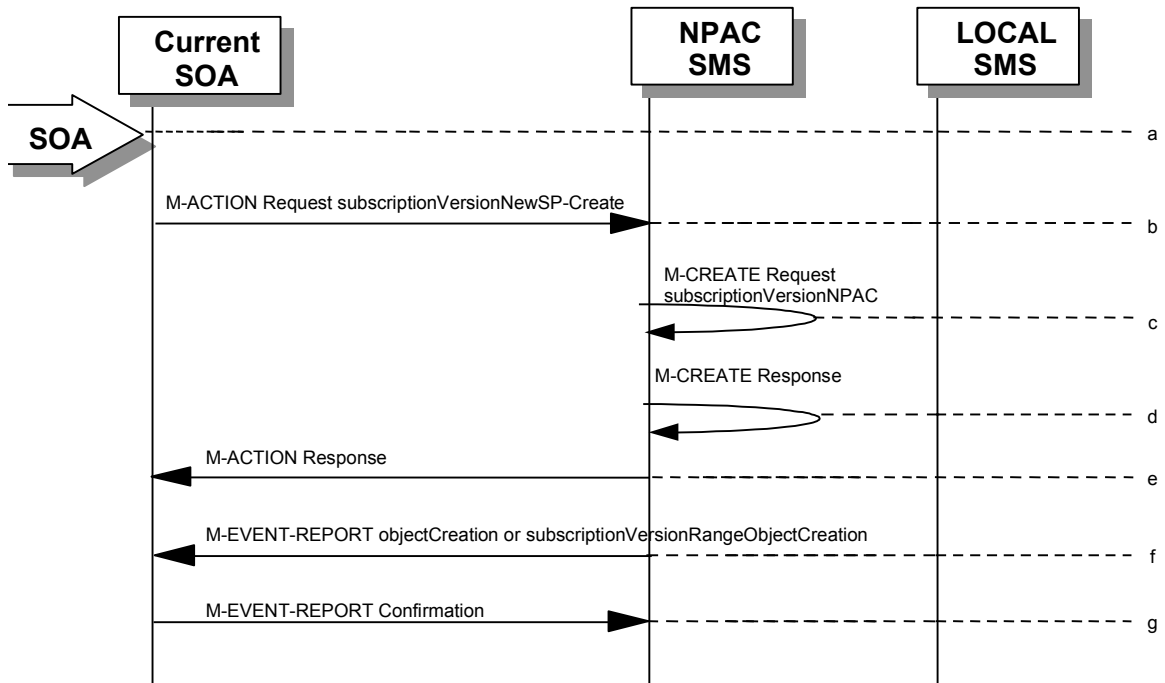 Current
SOA
NPAC
SMS
LOCAL
SMS
SOA
a
M-ACTION Request subscriptionVersionNewSP-Create
b
M-CREATE Request
subscriptionVersionNPAC
c
M-CREATE Response
d
M-ACTION Response
e
M-EVENT-REPORT objectCreation or subscriptionVersionRangeObjectCreation
f
M-EVENT-REPORT Confirmation
g